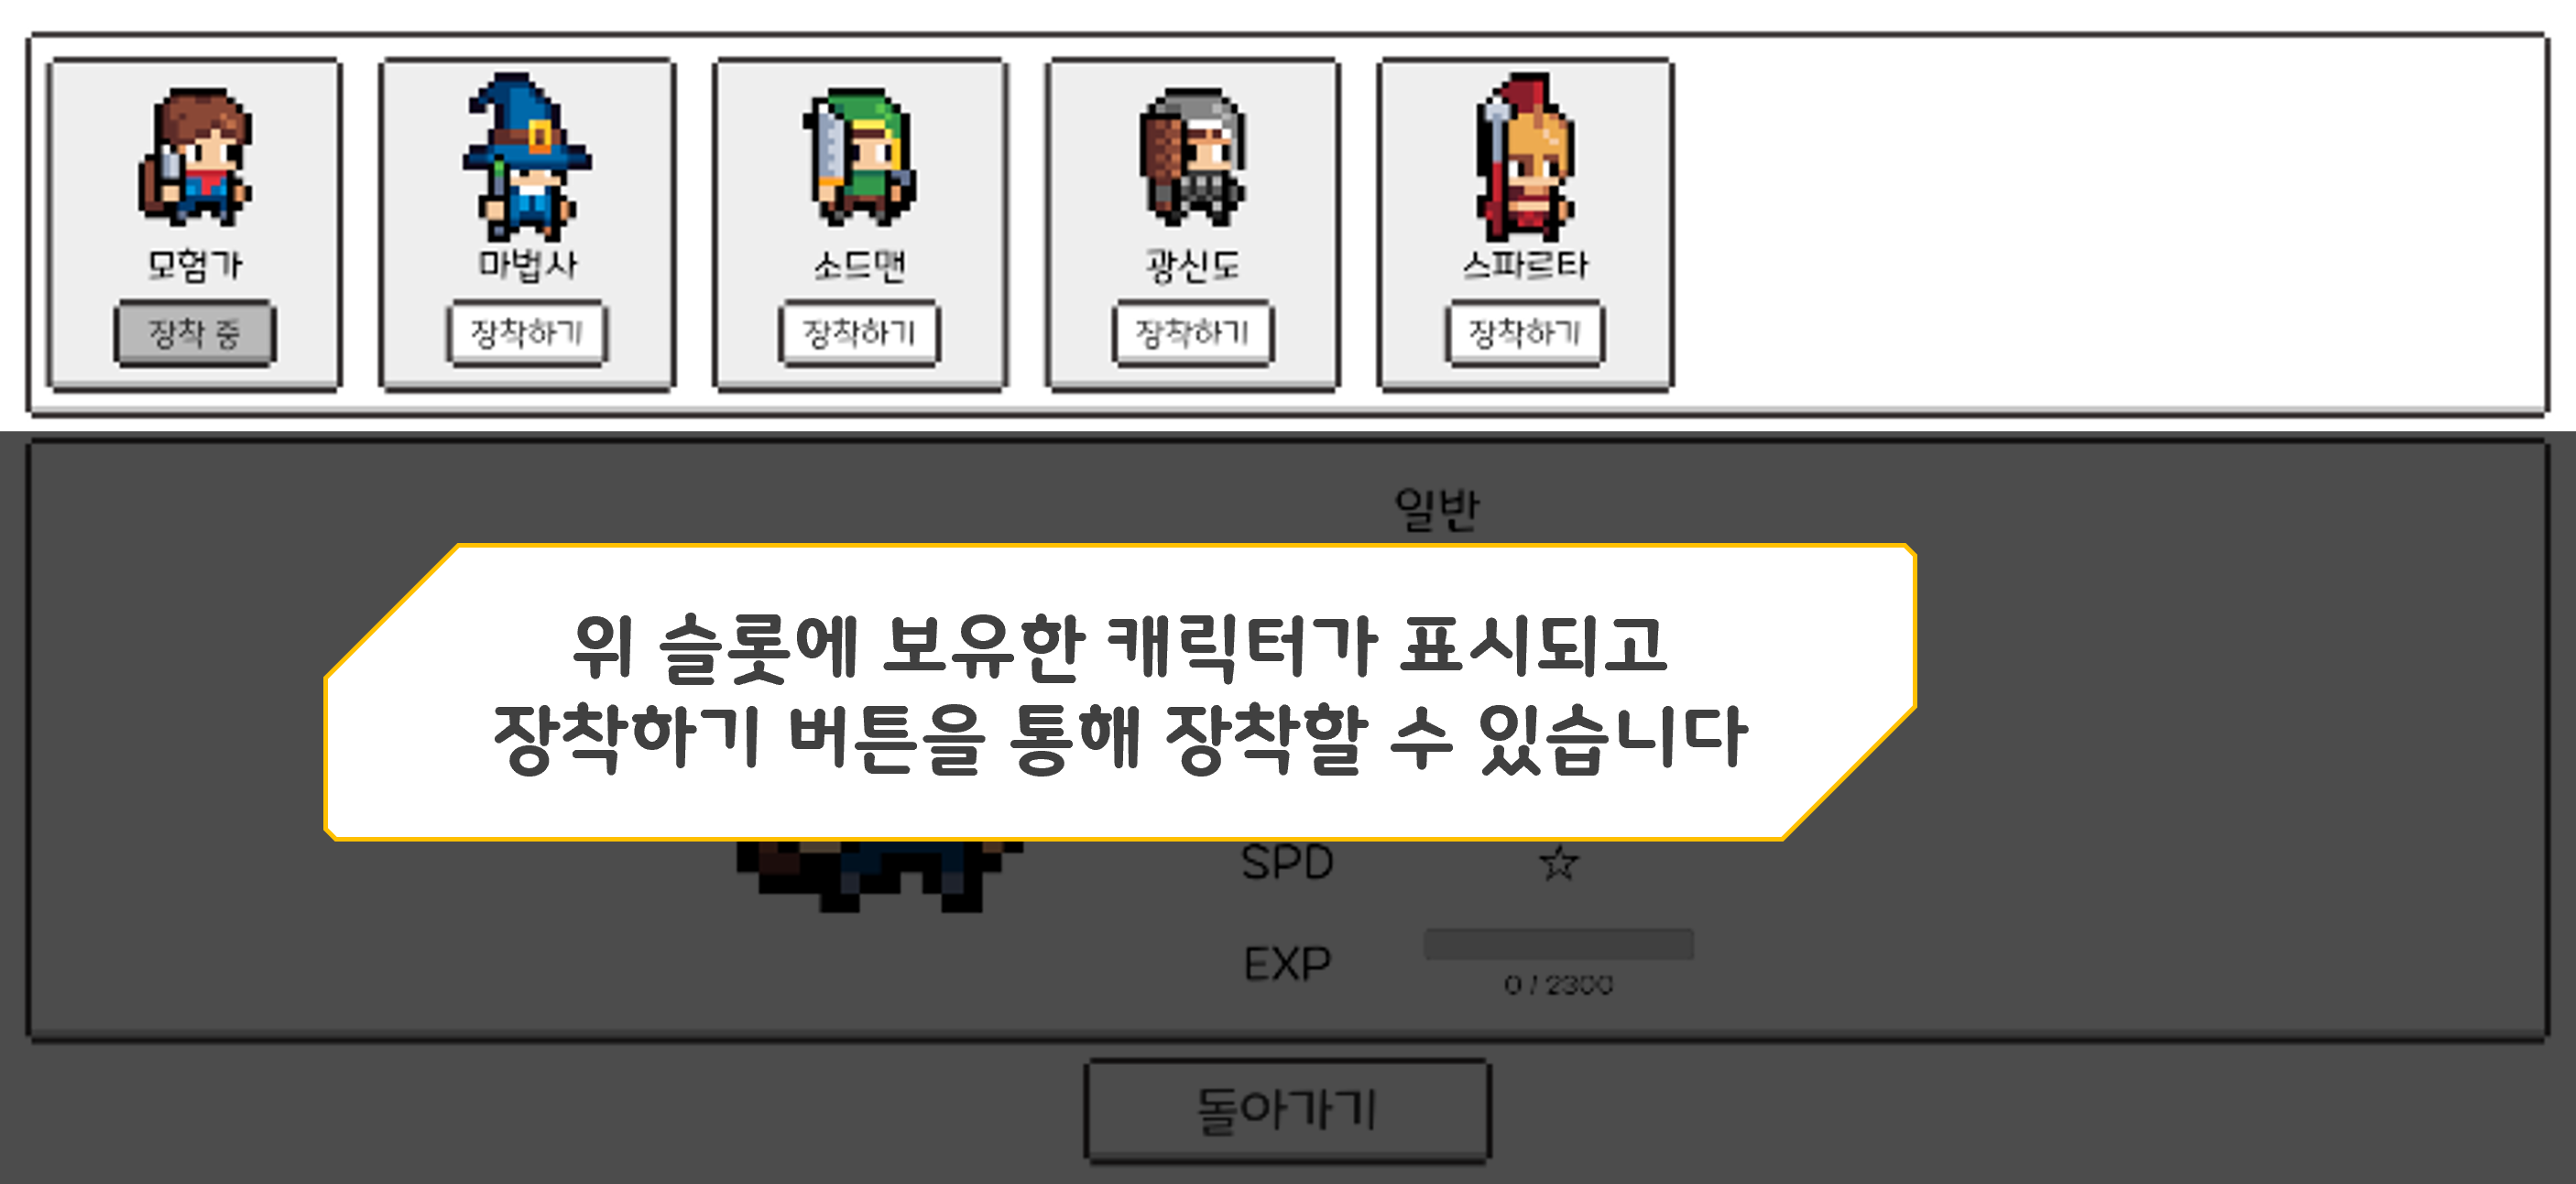 모험가
마법사
소드맨
광신도
스파르타
장착 중
장착하기
장착하기
장착하기
장착하기
일반
위 슬롯에 보유한 캐릭터가 표시되고
장착하기 버튼을 통해 장착할 수 있습니다
SPD ☆
EXP
0 / 2300
돌아가기